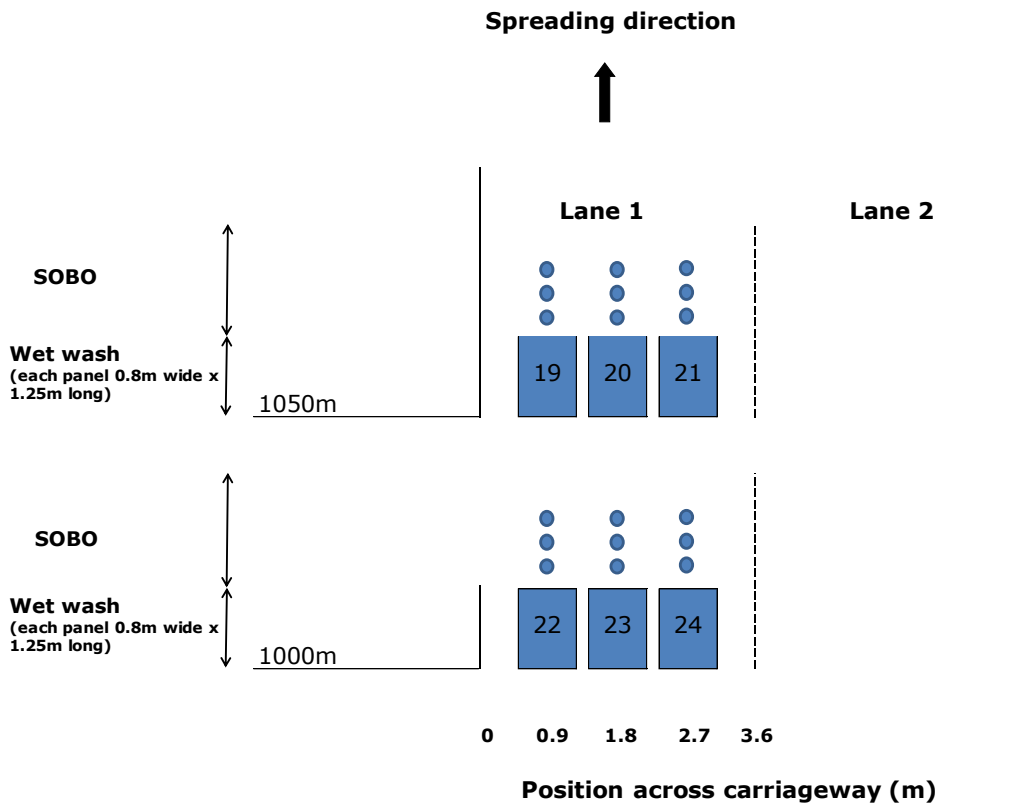 Spreading direction
Lane 1
Lane 2
SOBO
Wet wash
(each panel 0.8m wide x
1.25m long)
1050m
19
20
21
SOBO
Wet wash
(each panel 0.8m wide x
1.25m long)
1000m
22
23
24
0
0.9
1.8
2.7
3.6
Position across carriageway (m)